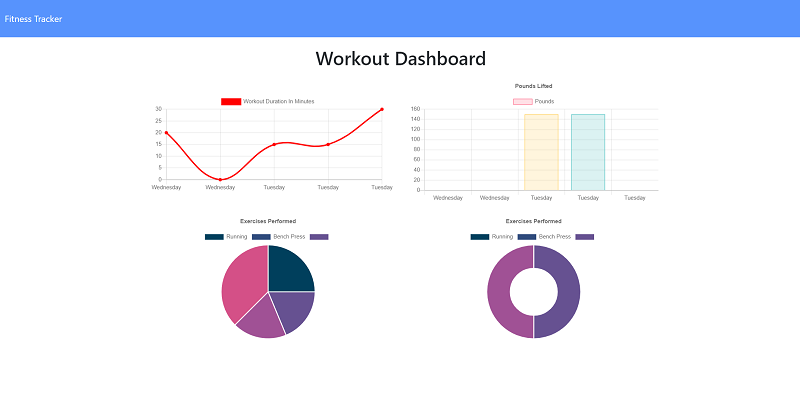 Fitness Tracker
Workout Dashboard
Workout Duration In Minutes
30
25
20
15
10
5
0
Wednesday Wednesday Tuesday Tuesday Tuesday
Pounds Lifted
Pounds
160
140
120
100
80
60
40
20
0
Wednesday Wednesday Tuesday Tuesday Tuesday
Exercises Performed
Running Bench Press
Exercises Performed
Running Bench Press